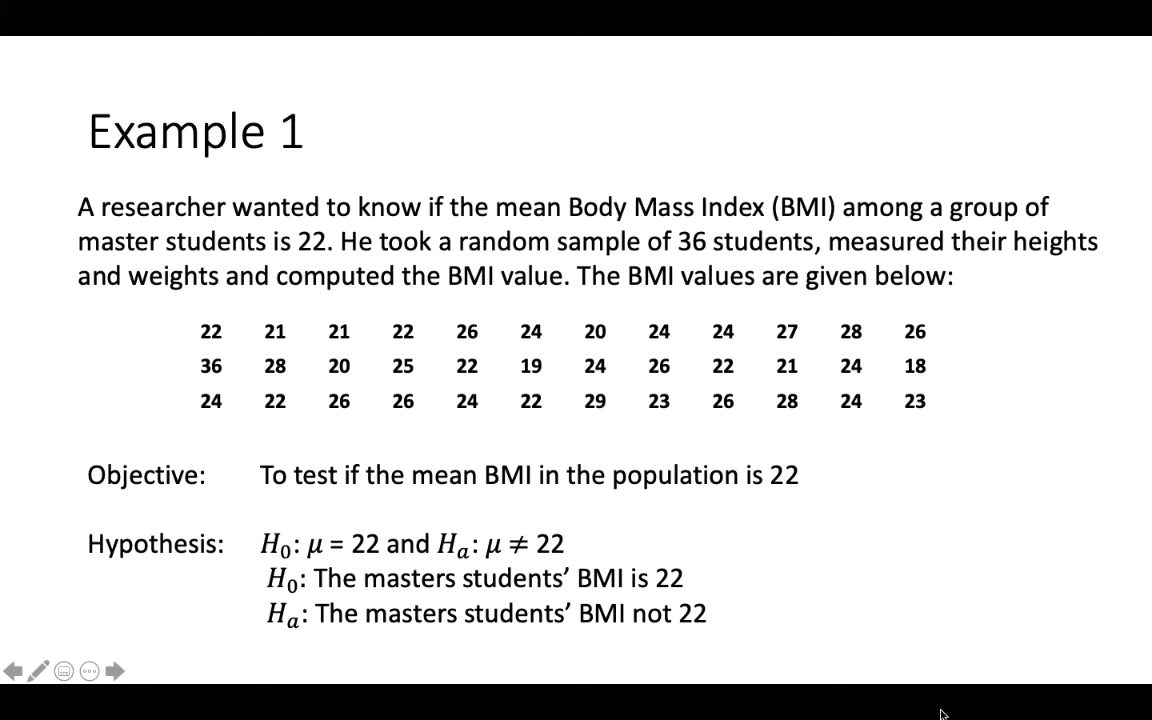 Example 1
A researcher wanted to know if the mean Body Mass Index (BMI) among a group of
master students is 22. He took a random sample of 36 students, measured their heights
and weights and computed the BMI value. The BMI values are given below:
22 21 21 22 26 24 20 24 24 27 28 26
36 28 20 25 22 19 24 26 22 21 24 18
24 22 26 26 24 22 29 23 26 28 24 23
Objective: To test if the mean BMI in the population is 22
Hypothesis: H₀: μ = 22 and Hₐ: μ ≠ 22
H₀: The masters students’ BMI is 22
Hₐ: The masters students’ BMI not 22